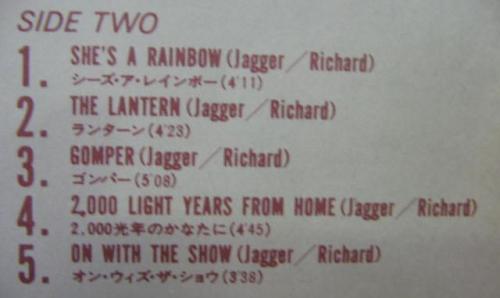 SIDE TWO
1. SHE'S A RAINBOW (Jagger／Richard)
シーズ・ア・レインボー(4'11)
2. THE LANTERN (Jagger／Richard)
ランターン(4'23)
3. GOMPER (Jagger／Richard)
ゴンパー(5'08)
4. 2,000 LIGHT YEARS FROM HOME (Jagger／Richard)
2,000光年のかなたに(4'45)
5. ON WITH THE SHOW (Jagger／Richard)
オン・ウィズ・ザ・ショウ(3'38)